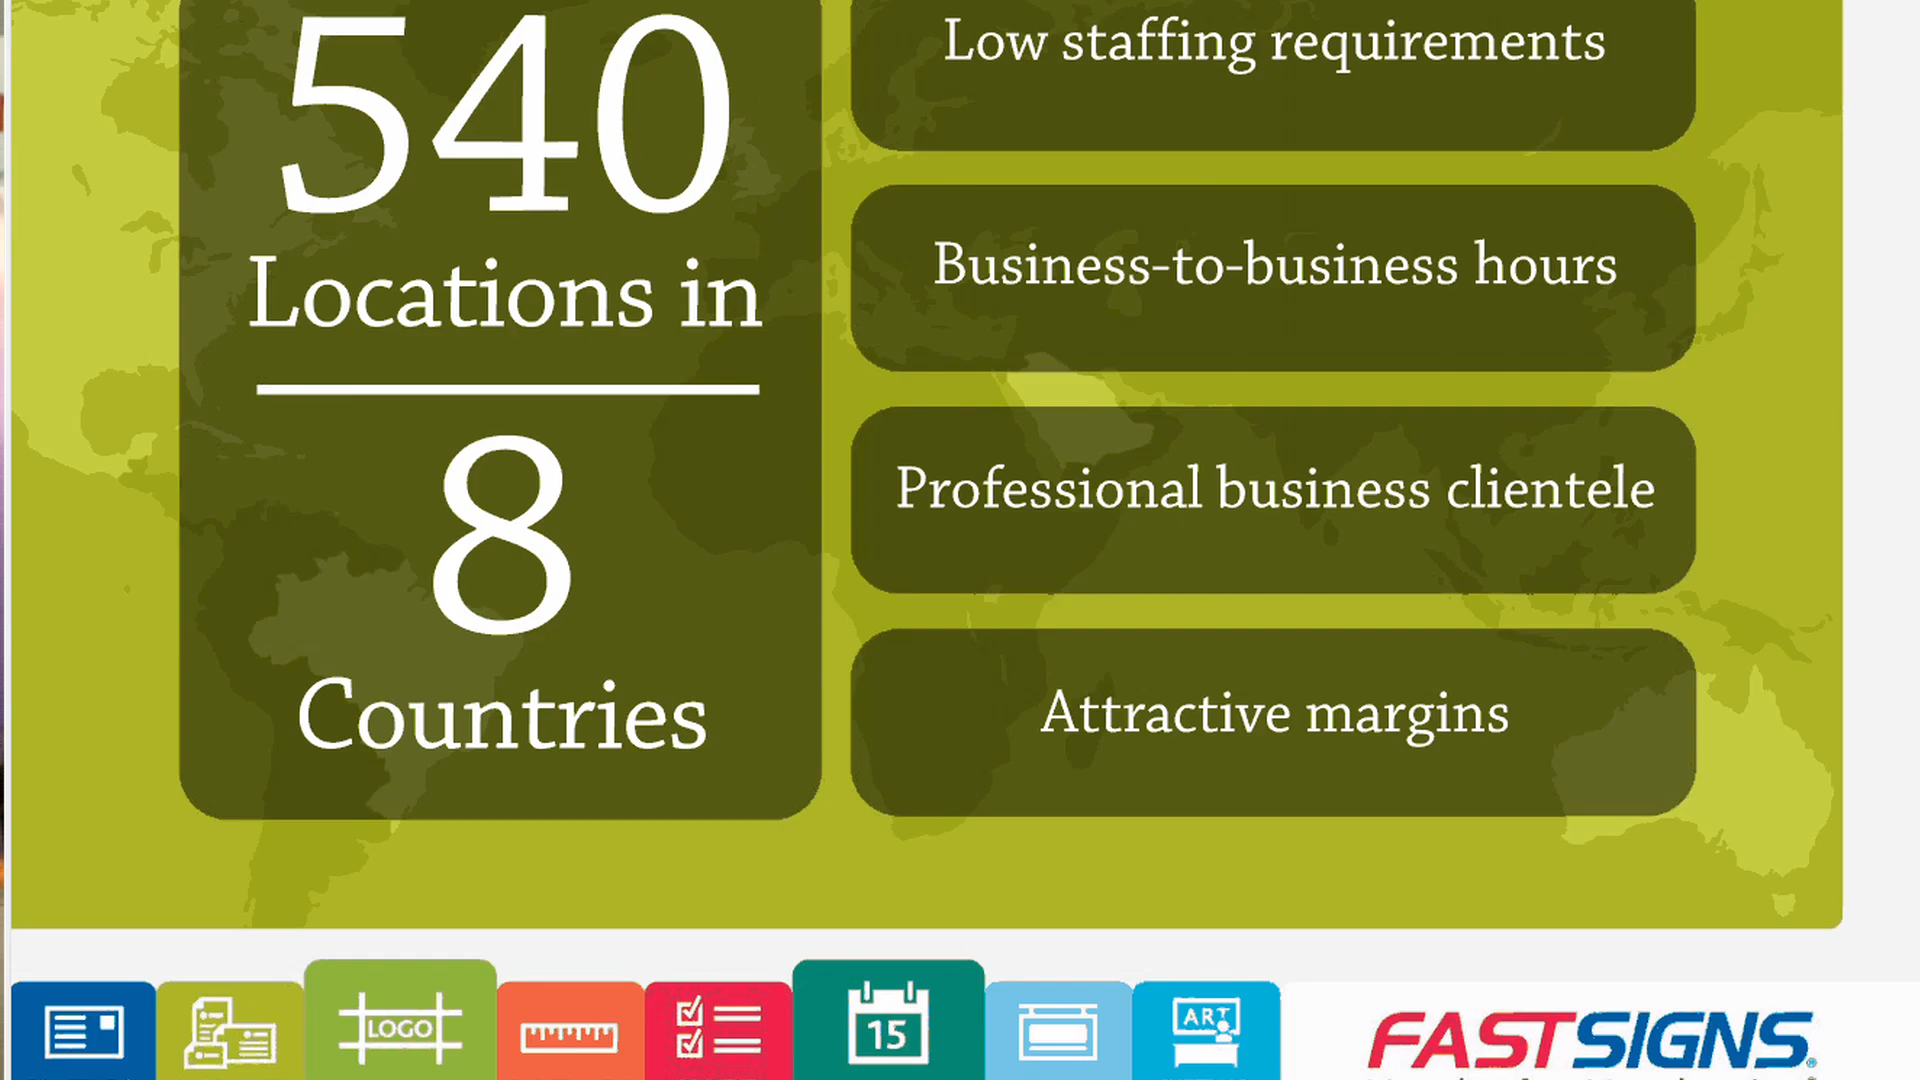 540
Locations in
8
Countries
Low staffing requirements
Business-to-business hours
Professional business clientele
Attractive margins
LOGO
15
ART
FASTSIGNS®